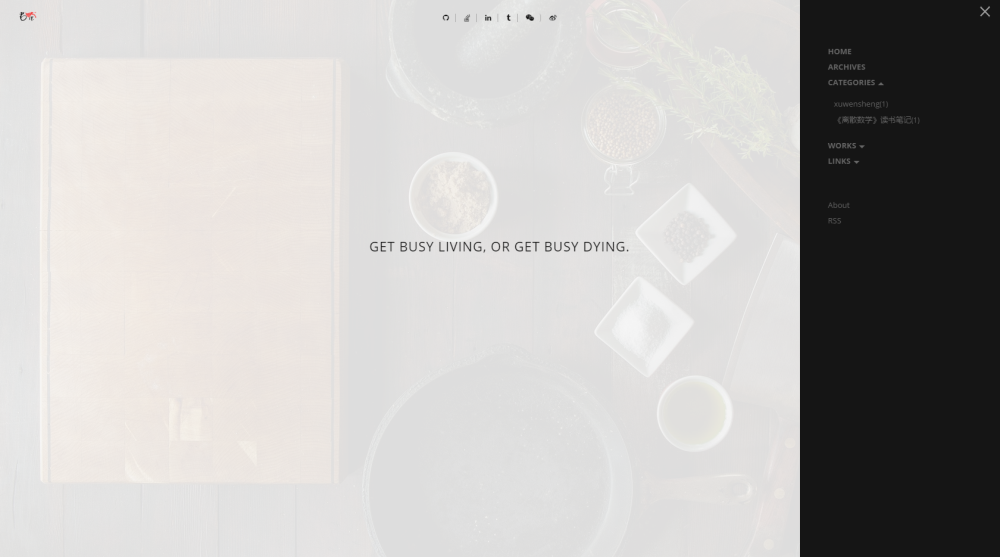 GET BUSY LIVING, OR GET BUSY DYING.
HOME
ARCHIVES
CATEGORIES
xuwensheng(1)
《离散数学》读书笔记(1)
WORKS
LINKS
About
RSS